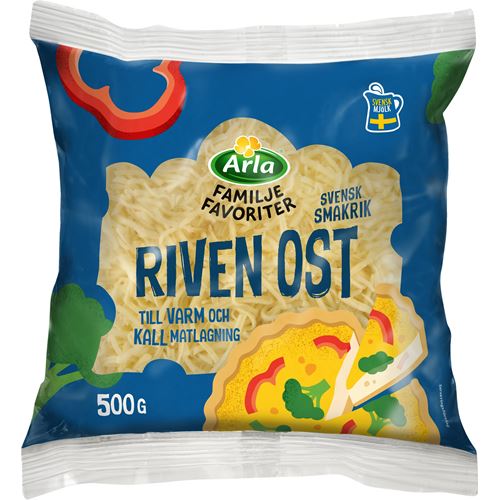 SVENSK
MJÖLK
Arla
FAMILJE
FAVORITER
SVENSK
SMAKRIK
RIVEN OST
TILL VARM OCH
KALL MATLAGNING
500G